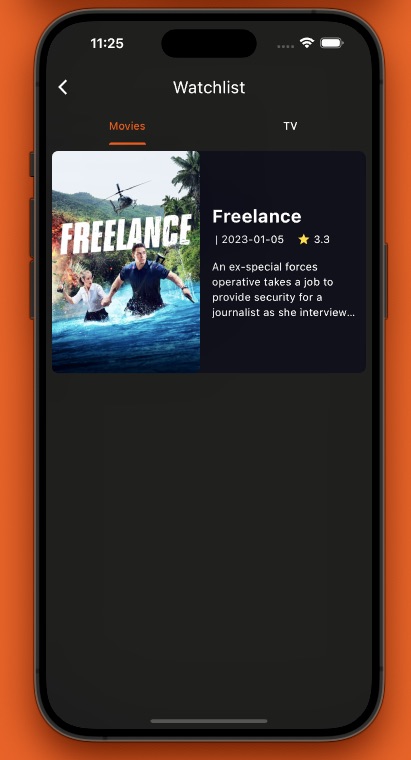 11:25
Watchlist
Movies
TV
FREELANCE
Freelance
| 2023-01-05 ⭐ 3.3
An ex-special forces
operative takes a job to
provide security for a
journalist as she interview...